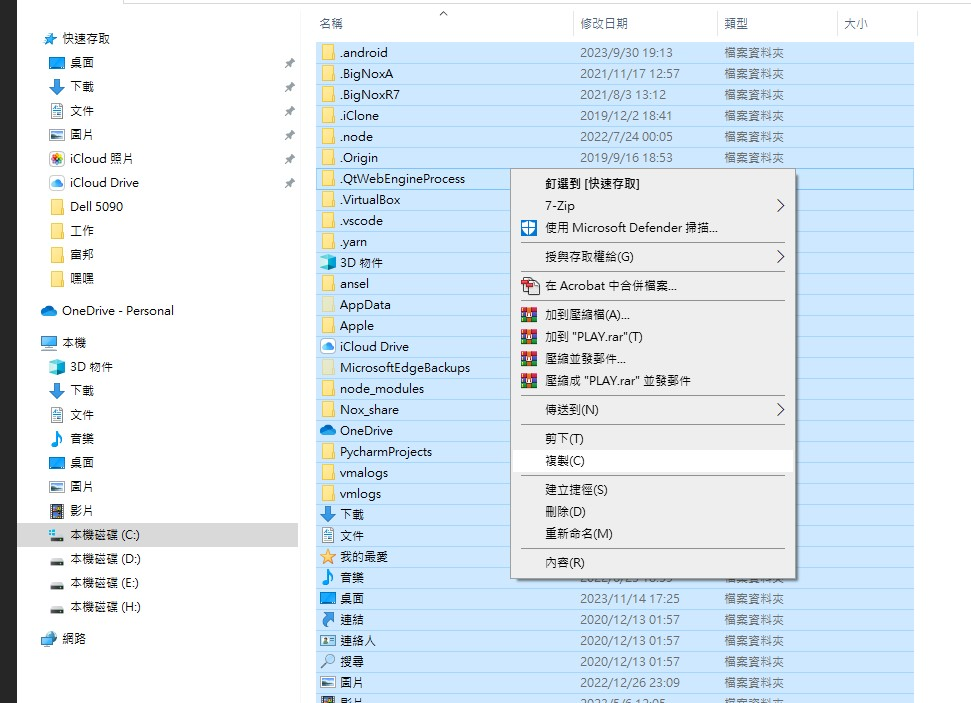 名稱 修改日期 類型 大小
快速存取
桌面
下載
文件
圖片
iCloud 照片
iCloud Drive
Dell 5090
工作
富邦
嘿嘿
OneDrive - Personal
本機
3D 物件
下載
文件
音樂
桌面
圖片
影片
本機磁碟 (C:)
本機磁碟 (D:)
本機磁碟 (E:)
本機磁碟 (H:)
網路
.android 2023/9/30 19:13 檔案資料夾
.BigNoxA 2021/11/17 12:57 檔案資料夾
.BigNoxR7 2021/8/3 13:12 檔案資料夾
.iClone 2019/12/2 18:41 檔案資料夾
.node 2022/7/24 00:05 檔案資料夾
.Origin 2019/9/16 18:53 檔案資料夾
.QtWebEngineProcess
.VirtualBox
.vscode
.yarn
3D 物件
ansel
AppData
Apple
iCloud Drive
MicrosoftEdgeBackups
node_modules
Nox_share
OneDrive
PycharmProjects
vmalogs
vmlogs
下載
文件
我的最愛
音樂
桌面 2023/11/14 17:25 檔案資料夾
連結 2020/12/13 01:57 檔案資料夾
連絡人 2020/12/13 01:57 檔案資料夾
搜尋 2020/12/13 01:57 檔案資料夾
圖片 2022/12/26 23:09 檔案資料夾
釘選到 [快速存取]
7-Zip
使用 Microsoft Defender 掃描...
授與存取權給(G)
在 Acrobat 中合併檔案...
加到壓縮檔(A)...
加到 "PLAY.rar"(T)
壓縮並發郵件...
壓縮成 "PLAY.rar" 並發郵件
傳送到(N)
剪下(T)
複製(C)
建立捷徑(S)
刪除(D)
重新命名(M)
內容(R)